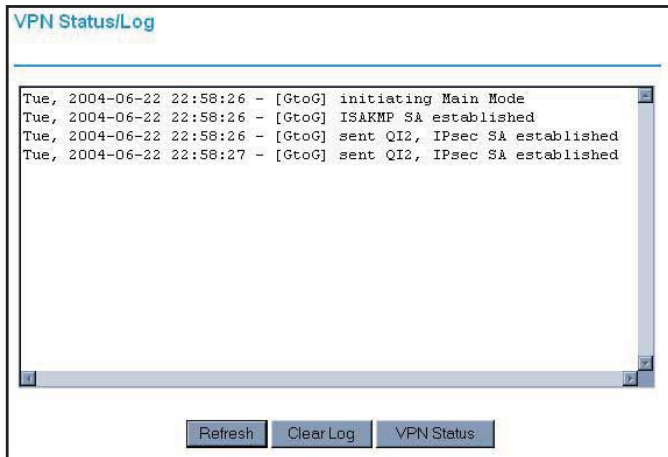 VPN Status/Log
Tue, 2004-06-22 22:58:26 - [GtoG] initiating Main Mode
Tue, 2004-06-22 22:58:26 - [GtoG] ISAKMP SA established
Tue, 2004-06-22 22:58:26 - [GtoG] sent QI2, IPsec SA established
Tue, 2004-06-22 22:58:27 - [GtoG] sent QI2, IPsec SA established
Refresh Clear Log VPN Status